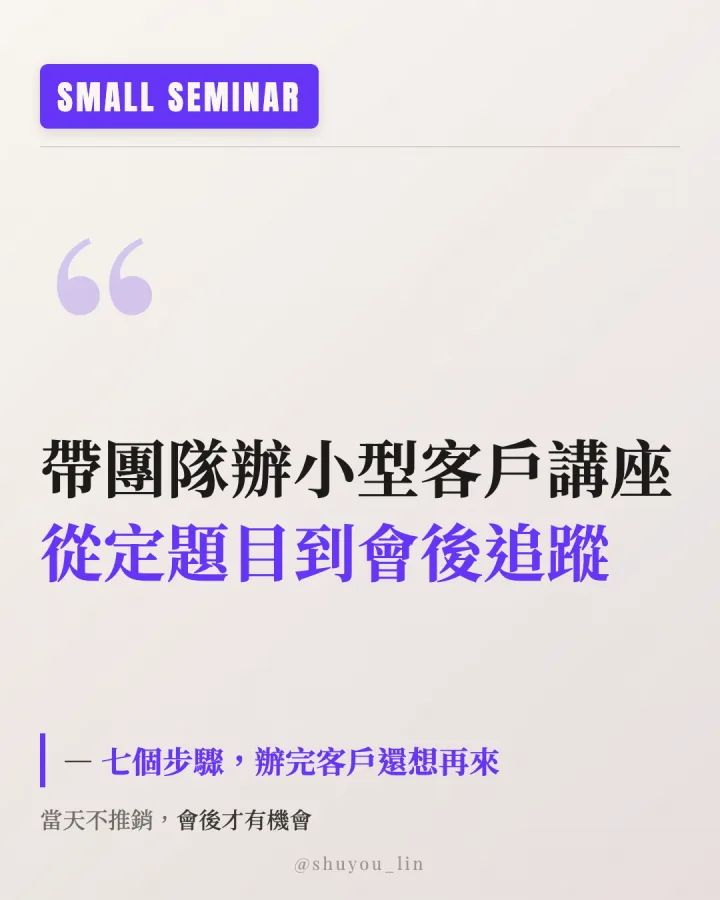 SMALL SEMINAR
“
帶團隊辦小型客戶講座
從定題目到會後追蹤
— 七個步驟，辦完客戶還想再來
當天不推銷，會後才有機會
@shuyou_lin